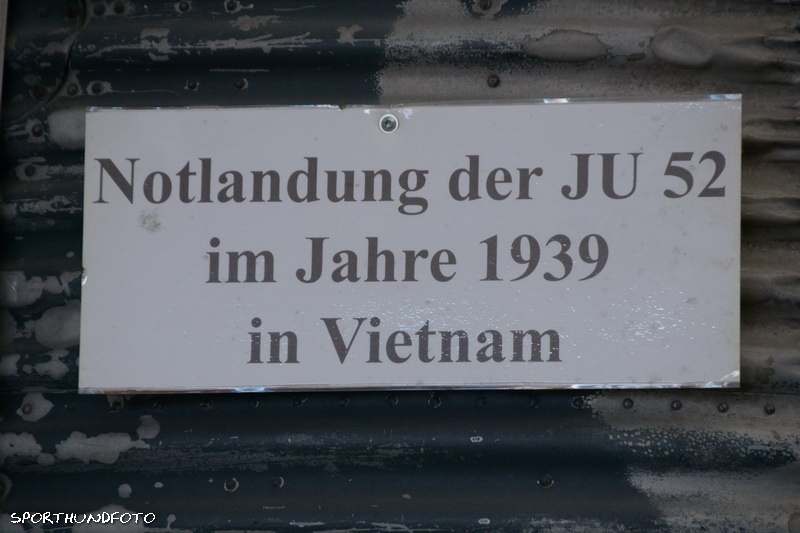 Notlandung der JU 52
im Jahre 1939
in Vietnam
SPORTHUNDFOTO